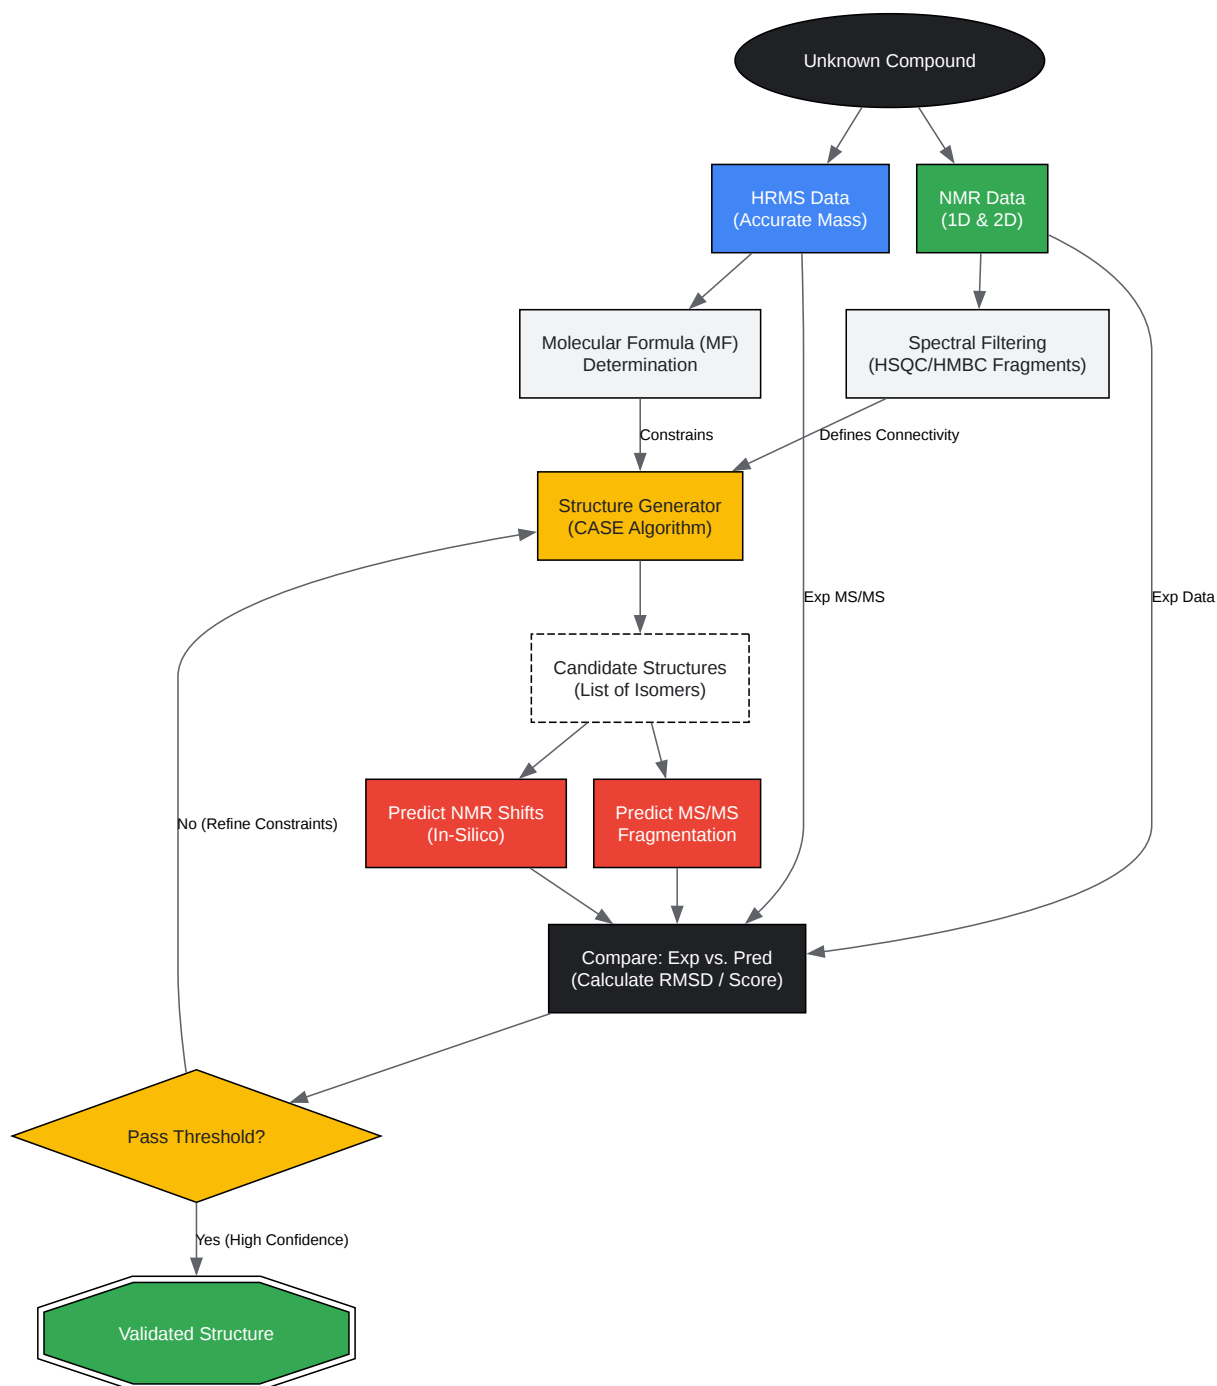 Unknown Compound
HRMS Data
(Accurate Mass)
NMR Data
(1D & 2D)
Molecular Formula (MF)
Determination
Spectral Filtering
(HSQC/HMBC Fragments)
Constrains
Defines Connectivity
Structure Generator
(CASE Algorithm)
Exp MS/MS
Exp Data
Candidate Structures
(List of Isomers)
No (Refine Constraints)
Predict NMR Shifts
(In-Silico)
Predict MS/MS
Fragmentation
Compare: Exp vs. Pred
(Calculate RMSD / Score)
Pass Threshold?
Yes (High Confidence)
Validated Structure